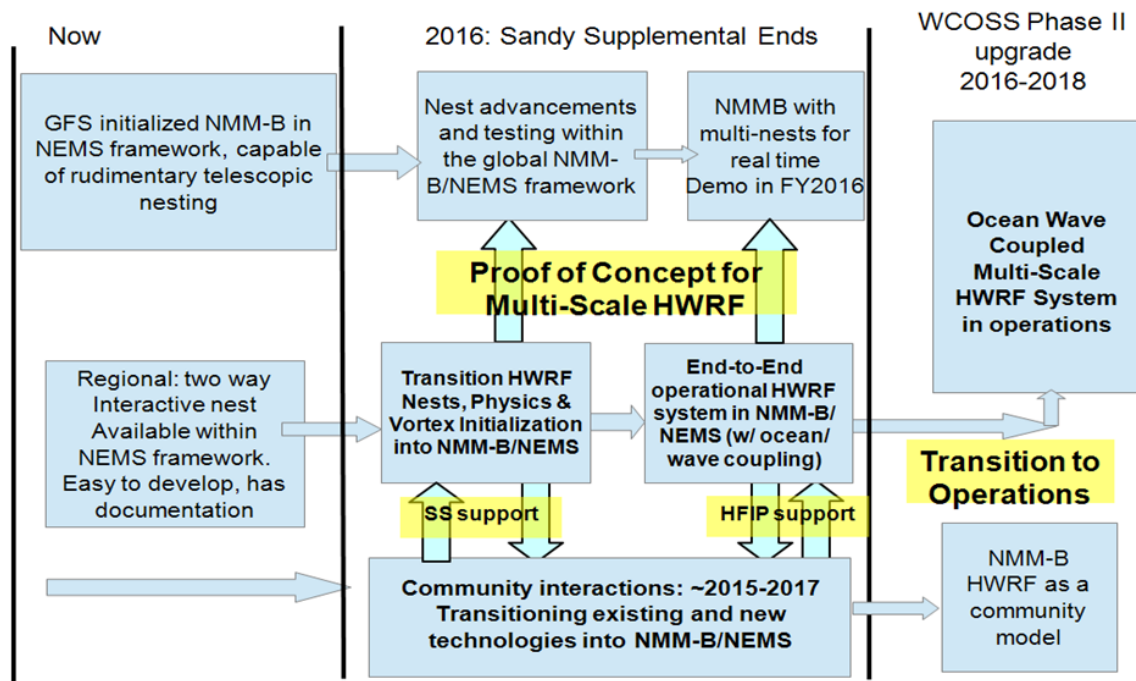 Now
2016: Sandy Supplemental Ends
WCOSS Phase II
upgrade
2016-2018
GFS initialized NMM-B in
NEMS framework, capable
of rudimentary telescopic
nesting
Nest advancements
and testing within
the global NMM-
B/NEMS framework
NMMB with
multi-nests for
real time
Demo in FY2016
Ocean Wave
Coupled
Multi-Scale
HWRF System
in operations
Proof of Concept for
Multi-Scale HWRF
Regional: two way
Interactive nest
Available within
NEMS framework.
Easy to develop, has
documentation
Transition HWRF
Nests, Physics &
Vortex Initialization
into NMM-B/NEMS
End-to-End
operational HWRF
system in NMM-B/
NEMS (w/ ocean/
wave coupling)
Transition to
Operations
SS support
HFIP support
Community interactions: ~2015-2017
Transitioning existing and new
technologies into NMM-B/NEMS
NMM-B
HWRF as a
community
model